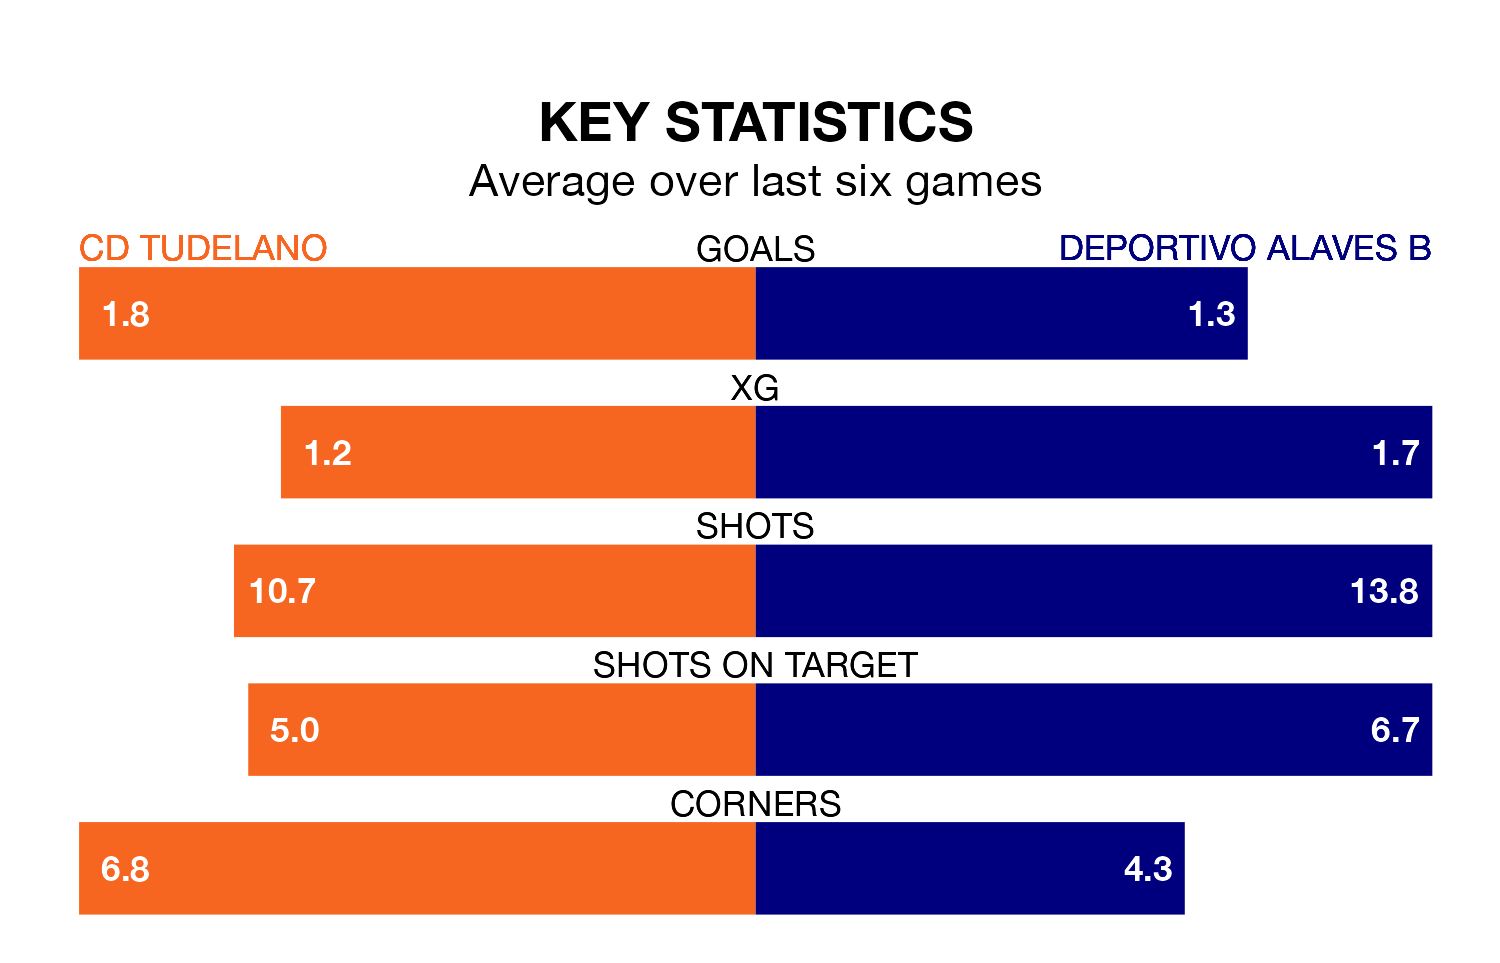 KEY STATISTICS
Average over last six games
CD TUDELANO GOALS DEPORTIVO ALAVES B
1.8 1.3
XG
1.2 1.7
SHOTS
10.7 13.8
SHOTS ON TARGET
5.0 6.7
CORNERS
6.8 4.3